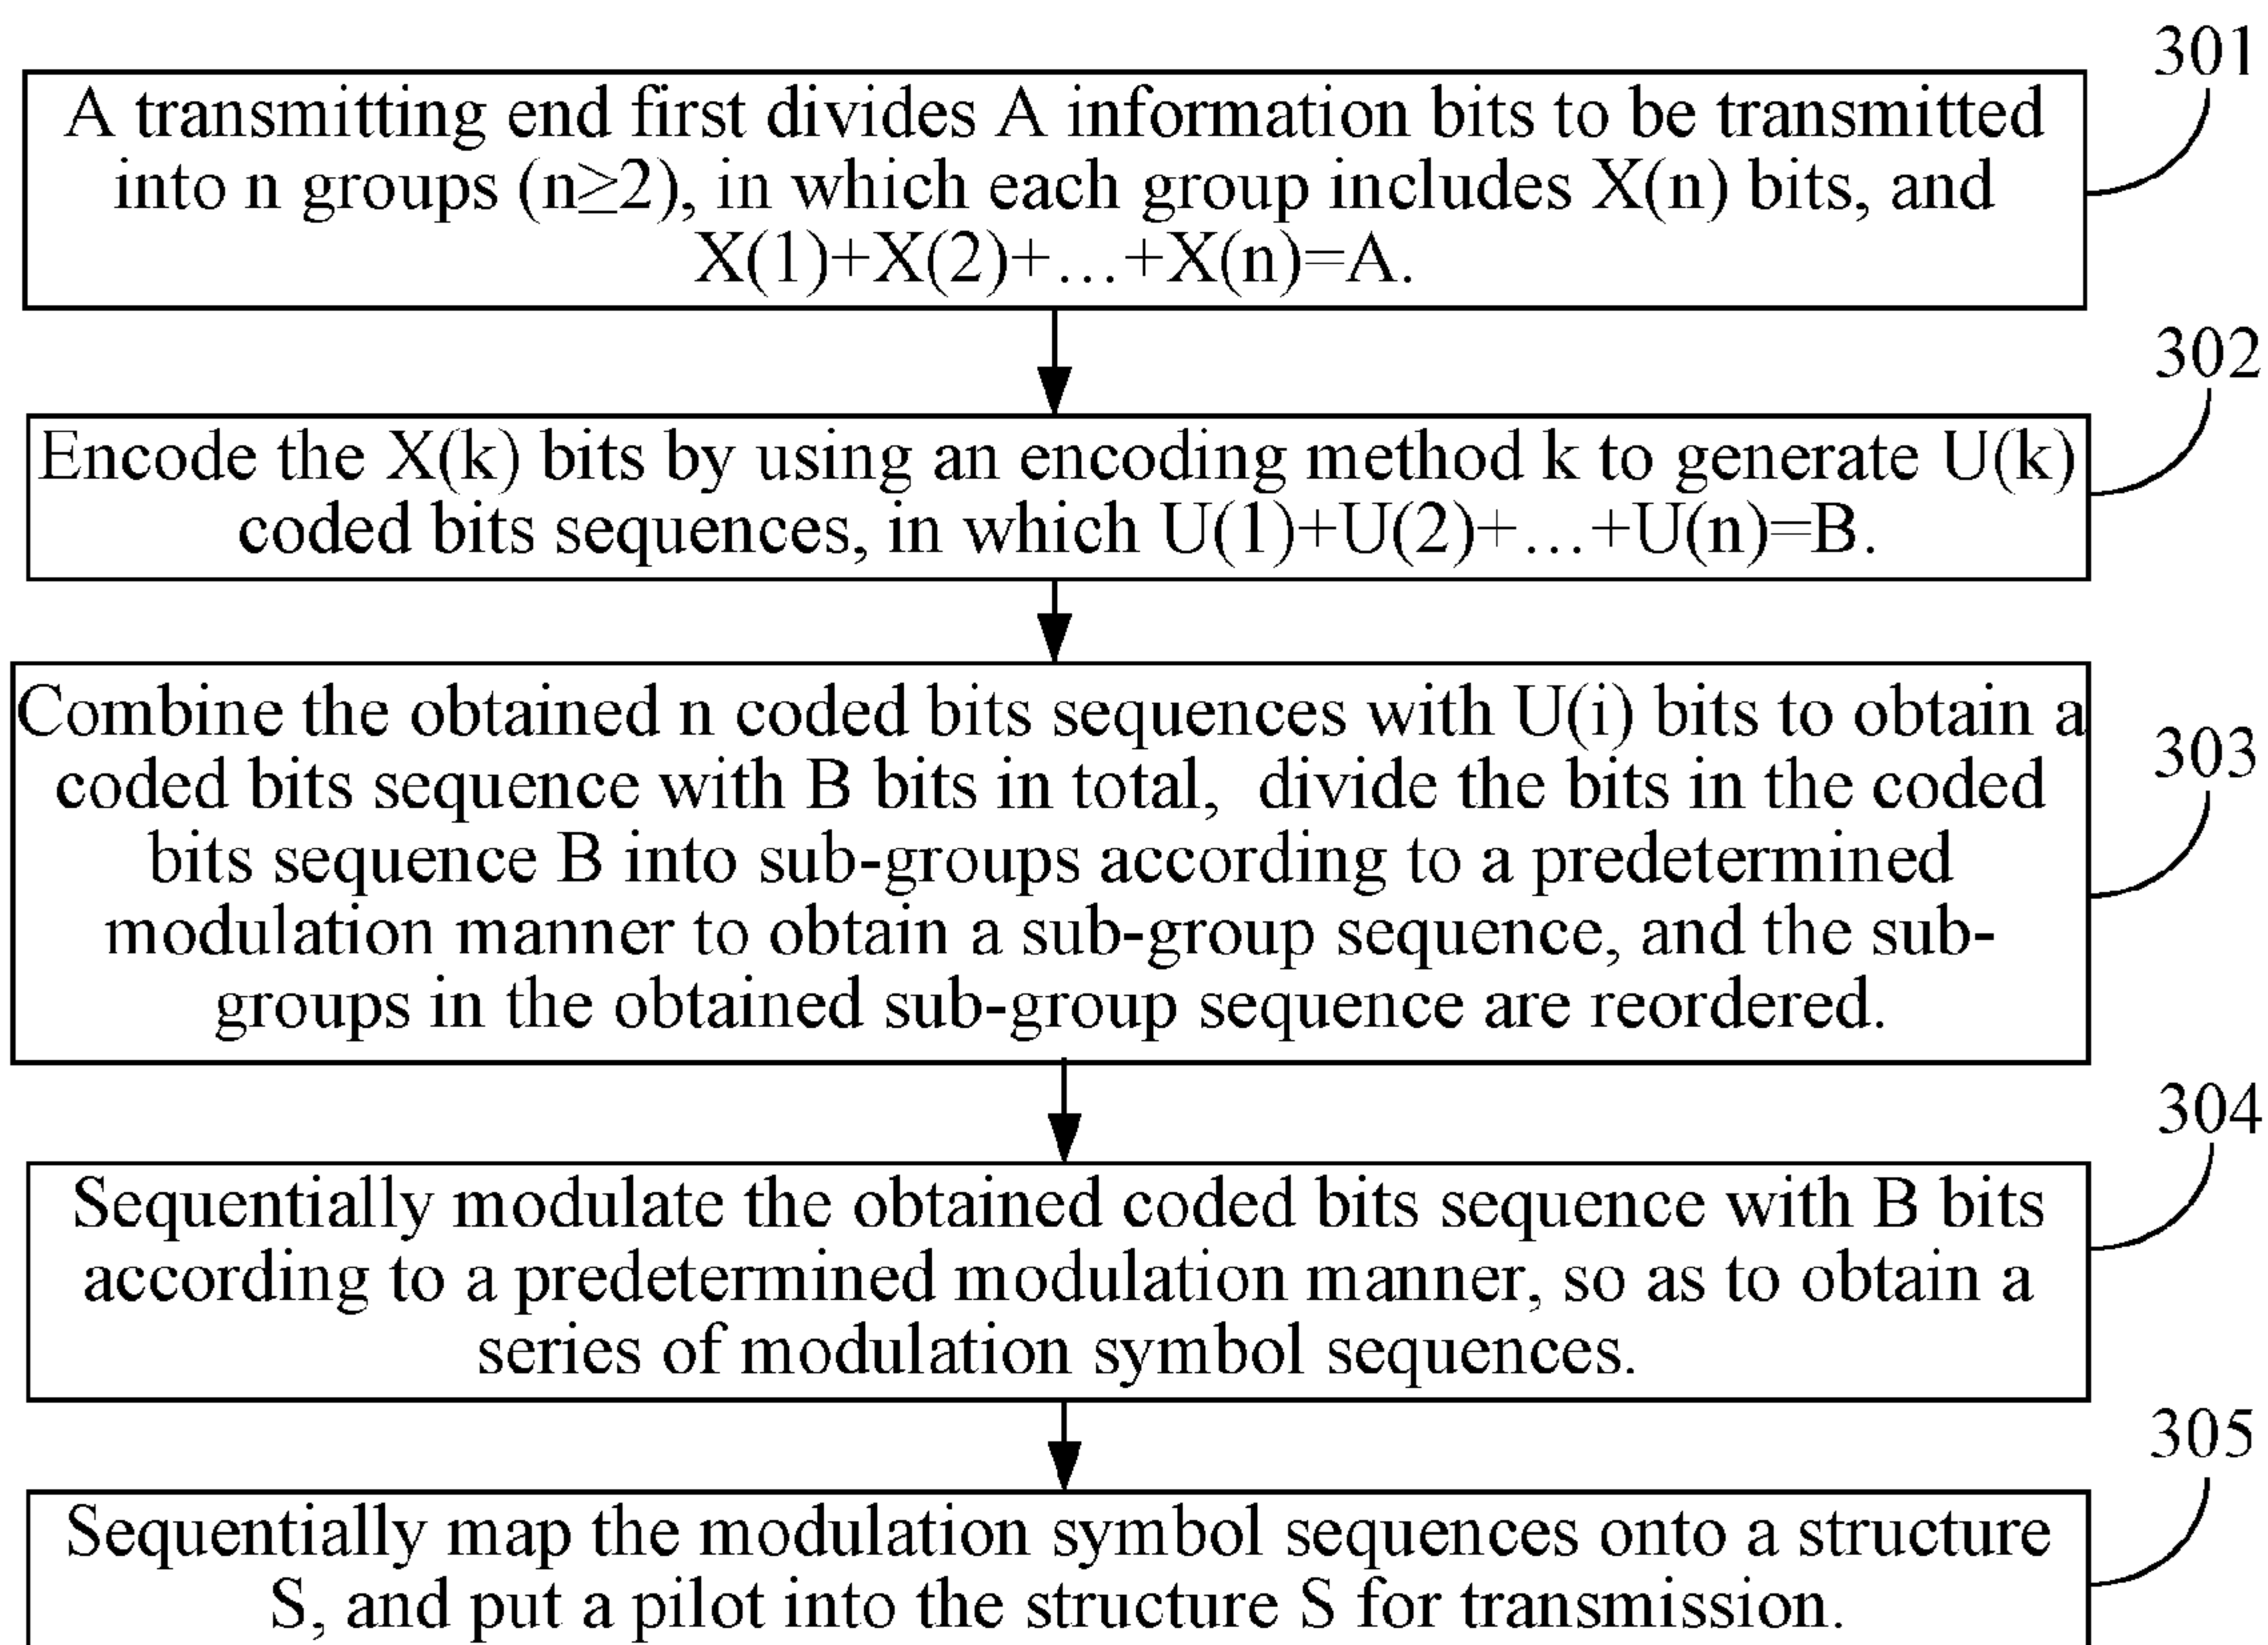 301
A transmitting end first divides A information bits to be transmitted
into n groups (n≥2), in which each group includes X(n) bits, and
X(1)+X(2)+…+X(n)=A.
302
Encode the X(k) bits by using an encoding method k to generate U(k)
coded bits sequences, in which U(1)+U(2)+…+U(n)=B.
303
Combine the obtained n coded bits sequences with U(i) bits to obtain a
coded bits sequence with B bits in total, divide the bits in the coded
bits sequence B into sub-groups according to a predetermined
modulation manner to obtain a sub-group sequence, and the sub-
groups in the obtained sub-group sequence are reordered.
304
Sequentially modulate the obtained coded bits sequence with B bits
according to a predetermined modulation manner, so as to obtain a
series of modulation symbol sequences.
305
Sequentially map the modulation symbol sequences onto a structure
S, and put a pilot into the structure S for transmission.